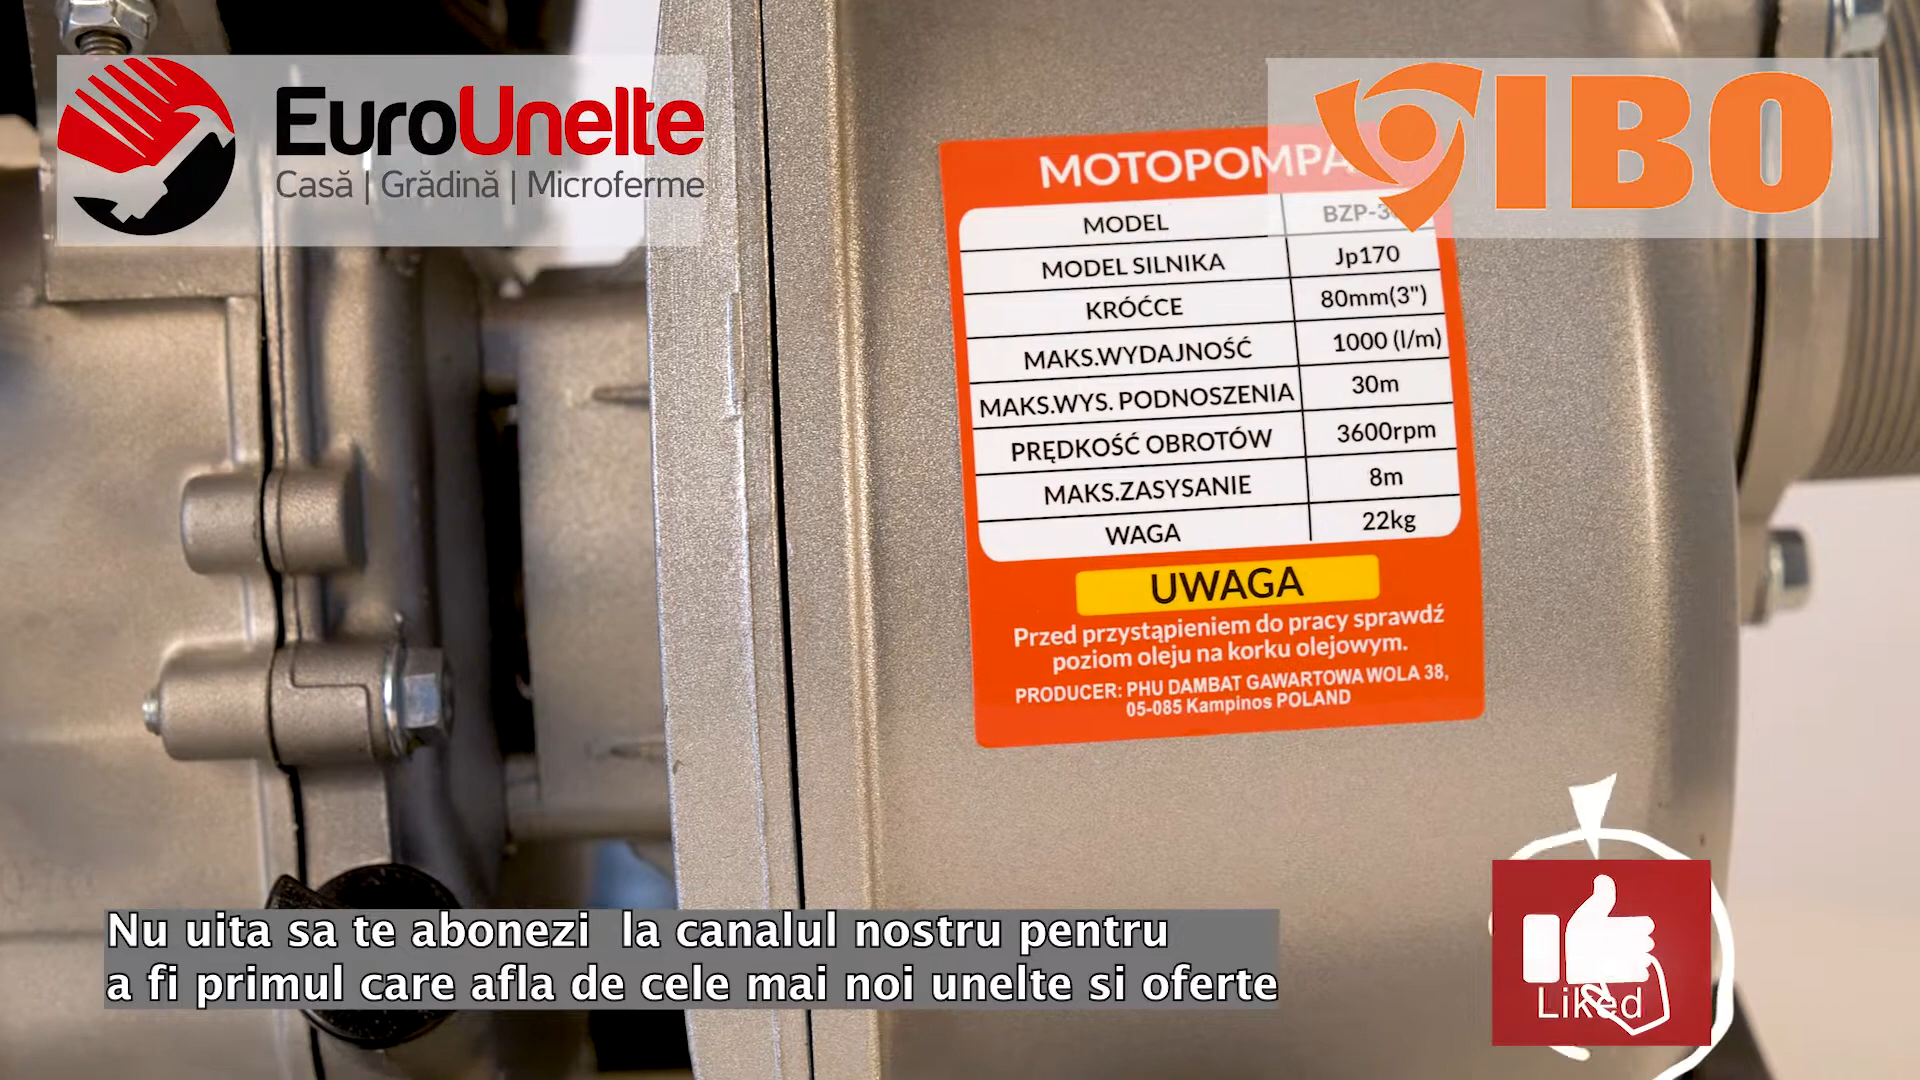 EuroUnelte
Casă | Grădină | Microferme
IBO
MOTOPOMPA
MODEL
MODEL SILNIKA Jp170
KRÓĆCE 80mm(3")
MAKS.WYDAJNOŚĆ 1000 (l/m)
MAKS.WYS. PODNOSZENIA 30m
PRĘDKOŚĆ OBROTÓW 3600rpm
MAKS.ZASYSANIE 8m
WAGA 22kg
UWAGA
Przed przystąpieniem do pracy sprawdź
poziom oleju na korku olejowym.
PRODUCER: PHU DAMBAT GAWARTOWA WOLA 38,
05-085 Kampinos POLAND
Nu uita sa te abonezi la canalul nostru pentru
a fi primul care afla de cele mai noi unelte si oferte
Liked